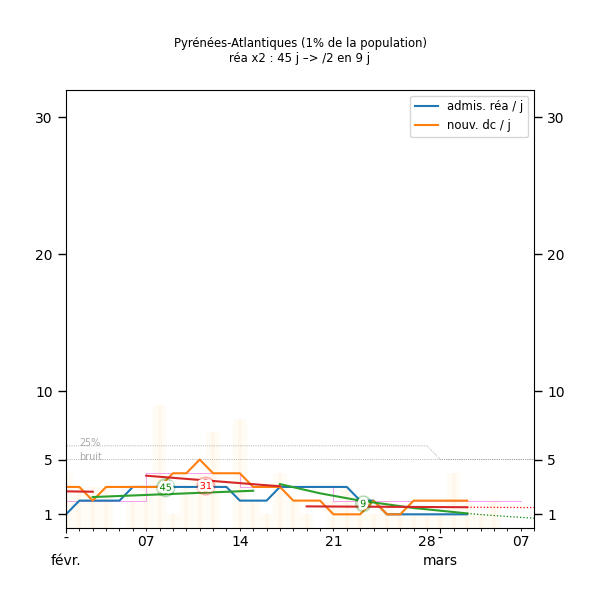 Pyrénées-Atlantiques (1% de la population)
réa x2 : 45 j –> /2 en 9 j
admis. réa / j
nouv. dc / j
30
30
20
20
10
10
25%
bruit
5
5
45
31
9
1
1
07
14
21
28
07
févr.
mars